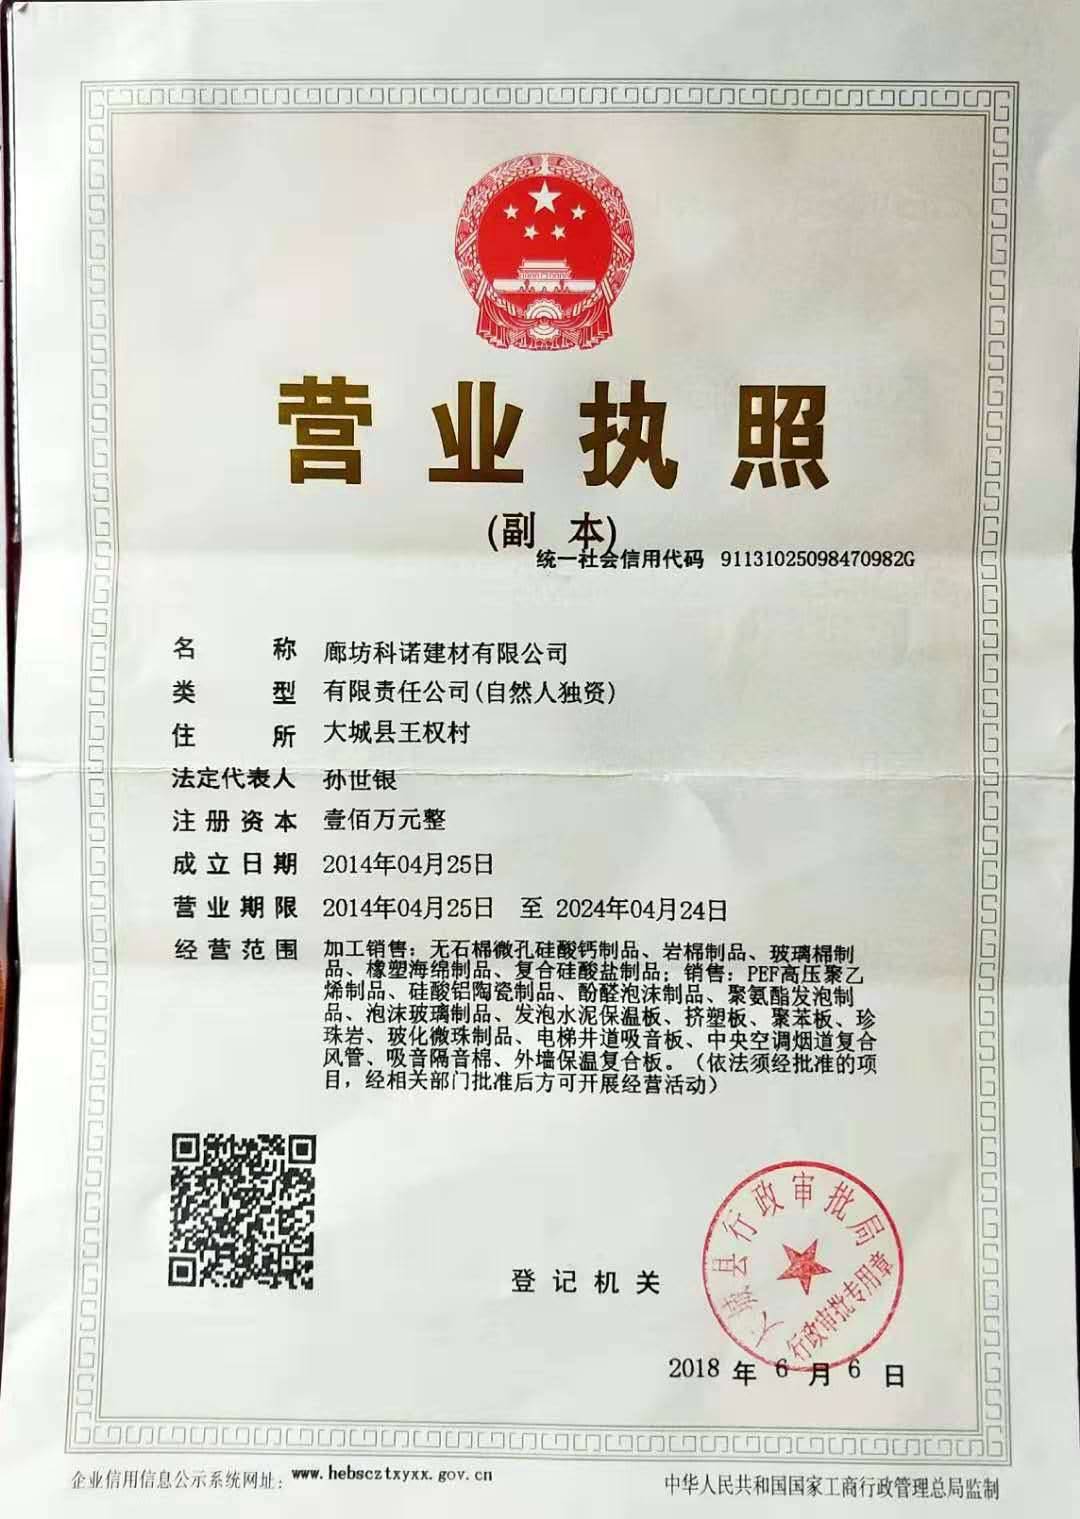 营业执照
(副 本)
统一社会信用代码 91131025098470982G
名称 廊坊科诺建材有限公司
类型 有限责任公司(自然人独资)
住所 大城县王权村
法定代表人 孙世银
注册资本 壹佰万元整
成立日期 2014年04月25日
营业期限 2014年04月25日 至 2024年04月24日
经营范围 加工销售：无石棉微孔硅酸钙制品、岩棉制品、玻璃棉制
品、橡塑海绵制品、复合硅酸盐制品；销售：PEF高压聚乙
烯制品、硅酸铝陶瓷制品、酚醛泡沫制品、聚氨酯发泡制
品、泡沫玻璃制品、发泡水泥保温板、挤塑板、聚苯板、珍
珠岩、玻化微珠制品、电梯井道吸音板、中央空调烟道复合
风管、吸音隔音棉、外墙保温复合板。（依法须经批准的项
目，经相关部门批准后方可开展经营活动）
大城县行政审批局
行政审批专用章
登记机关
2018 年 6 月 6 日
企业信用信息公示系统网址：www.hebscztxyxx.gov.cn
中华人民共和国国家工商行政管理总局监制